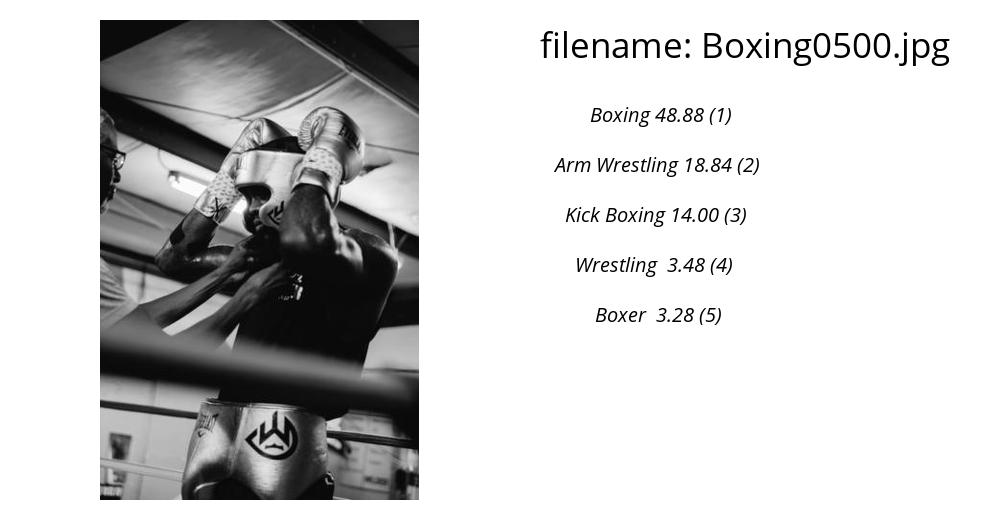 filename: Boxing0500.jpg
Boxing 48.88 (1)
Arm Wrestling 18.84 (2)
Kick Boxing 14.00 (3)
Wrestling 3.48 (4)
Boxer 3.28 (5)